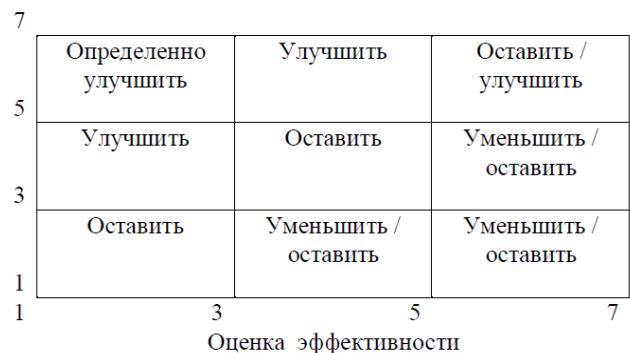 7
Определенно улучшить
Улучшить
Оставить / улучшить
5
Улучшить
Оставить
Уменьшить / оставить
3
Оставить
Уменьшить / оставить
Уменьшить / оставить
1
1 3 5 7
Оценка эффективности